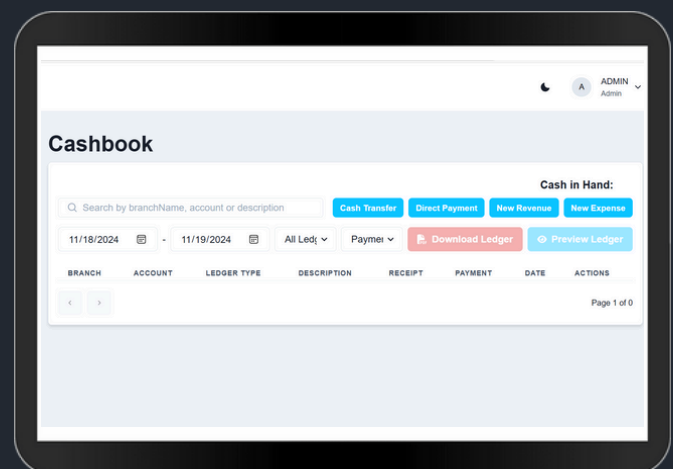 ADMIN
A
Admin
Cashbook
Cash in Hand:
Search by branchName, account or description
Cash Transfer
Direct Payment
New Revenue
New Expense
11/18/2024 - 11/19/2024
All Ledg
Paymer
Download Ledger
Preview Ledger
BRANCH ACCOUNT LEDGER TYPE DESCRIPTION RECEIPT PAYMENT DATE ACTIONS
Page 1 of 0